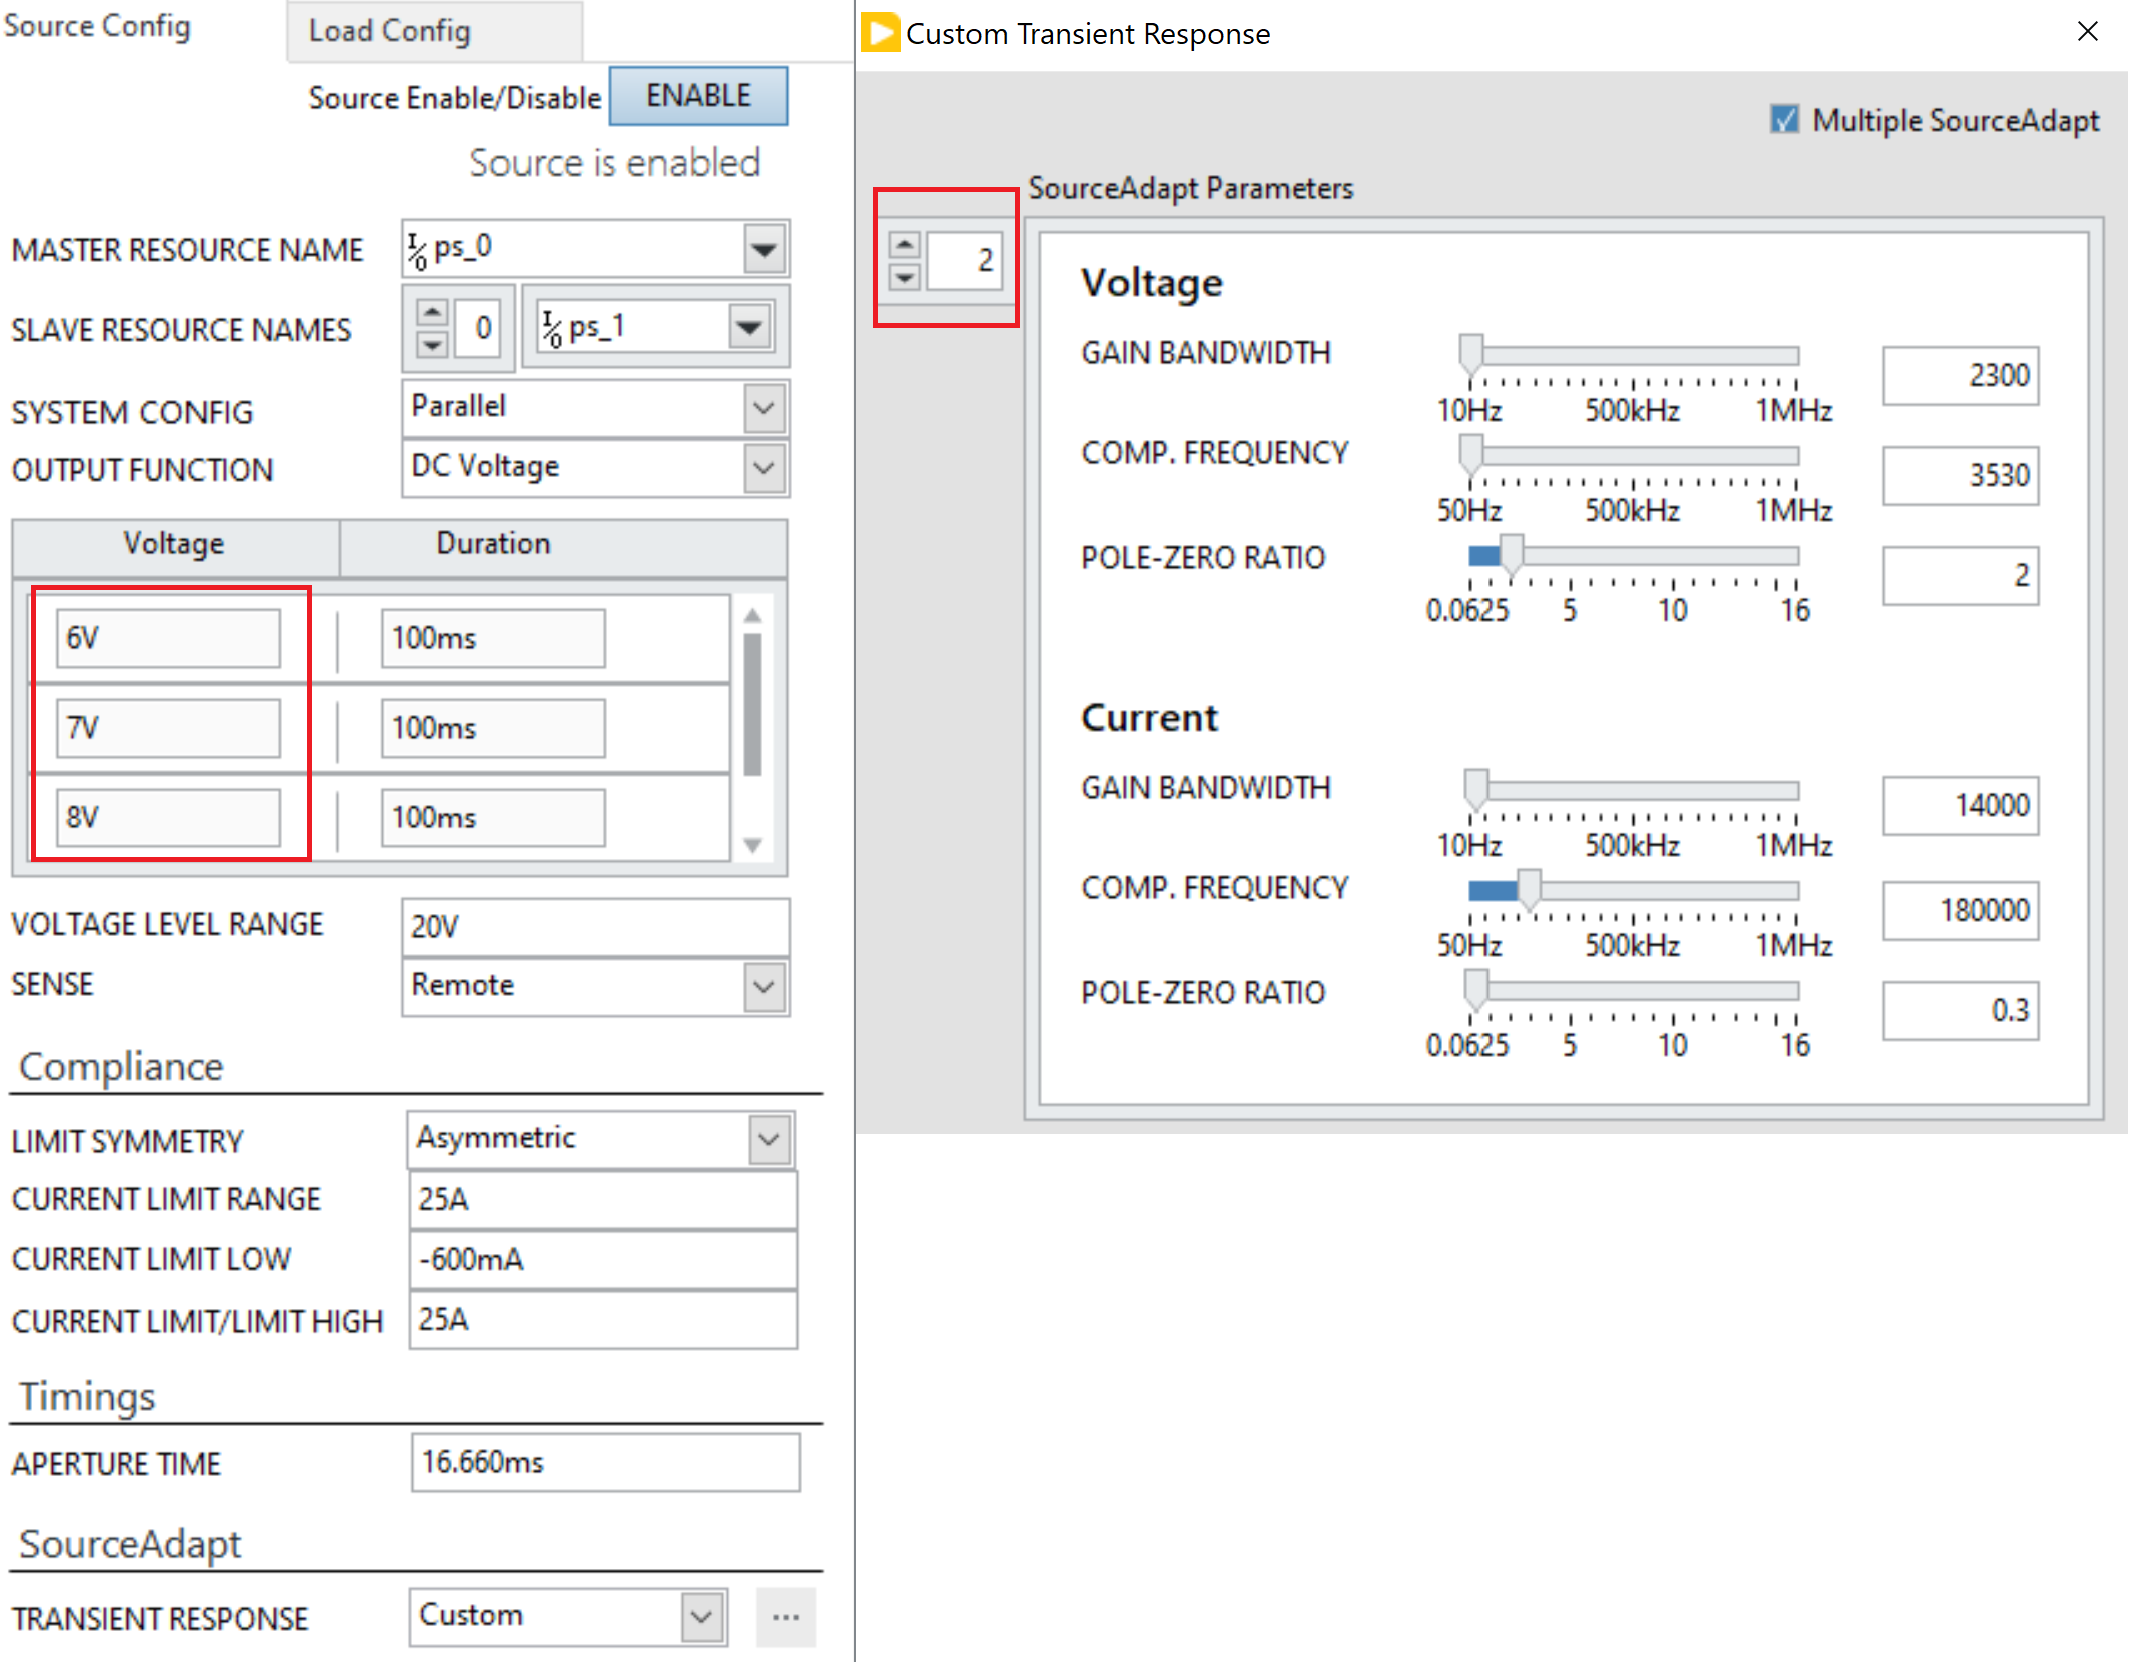 Source Config
Load Config
Source Enable/Disable ENABLE
Source is enabled
MASTER RESOURCE NAME I/0 ps_0
SLAVE RESOURCE NAMES 0 I/0 ps_1
SYSTEM CONFIG Parallel
OUTPUT FUNCTION DC Voltage
Voltage Duration
6V 100ms
7V 100ms
8V 100ms
VOLTAGE LEVEL RANGE 20V
SENSE Remote
Compliance
LIMIT SYMMETRY Asymmetric
CURRENT LIMIT RANGE 25A
CURRENT LIMIT LOW -600mA
CURRENT LIMIT/LIMIT HIGH 25A
Timings
APERTURE TIME 16.660ms
SourceAdapt
TRANSIENT RESPONSE Custom ...
Custom Transient Response
Multiple SourceAdapt
SourceAdapt Parameters
2
Voltage
GAIN BANDWIDTH 2300
10Hz 500kHz 1MHz
COMP. FREQUENCY 3530
50Hz 500kHz 1MHz
POLE-ZERO RATIO 2
0.0625 5 10 16
Current
GAIN BANDWIDTH 14000
10Hz 500kHz 1MHz
COMP. FREQUENCY 180000
50Hz 500kHz 1MHz
POLE-ZERO RATIO 0.3
0.0625 5 10 16